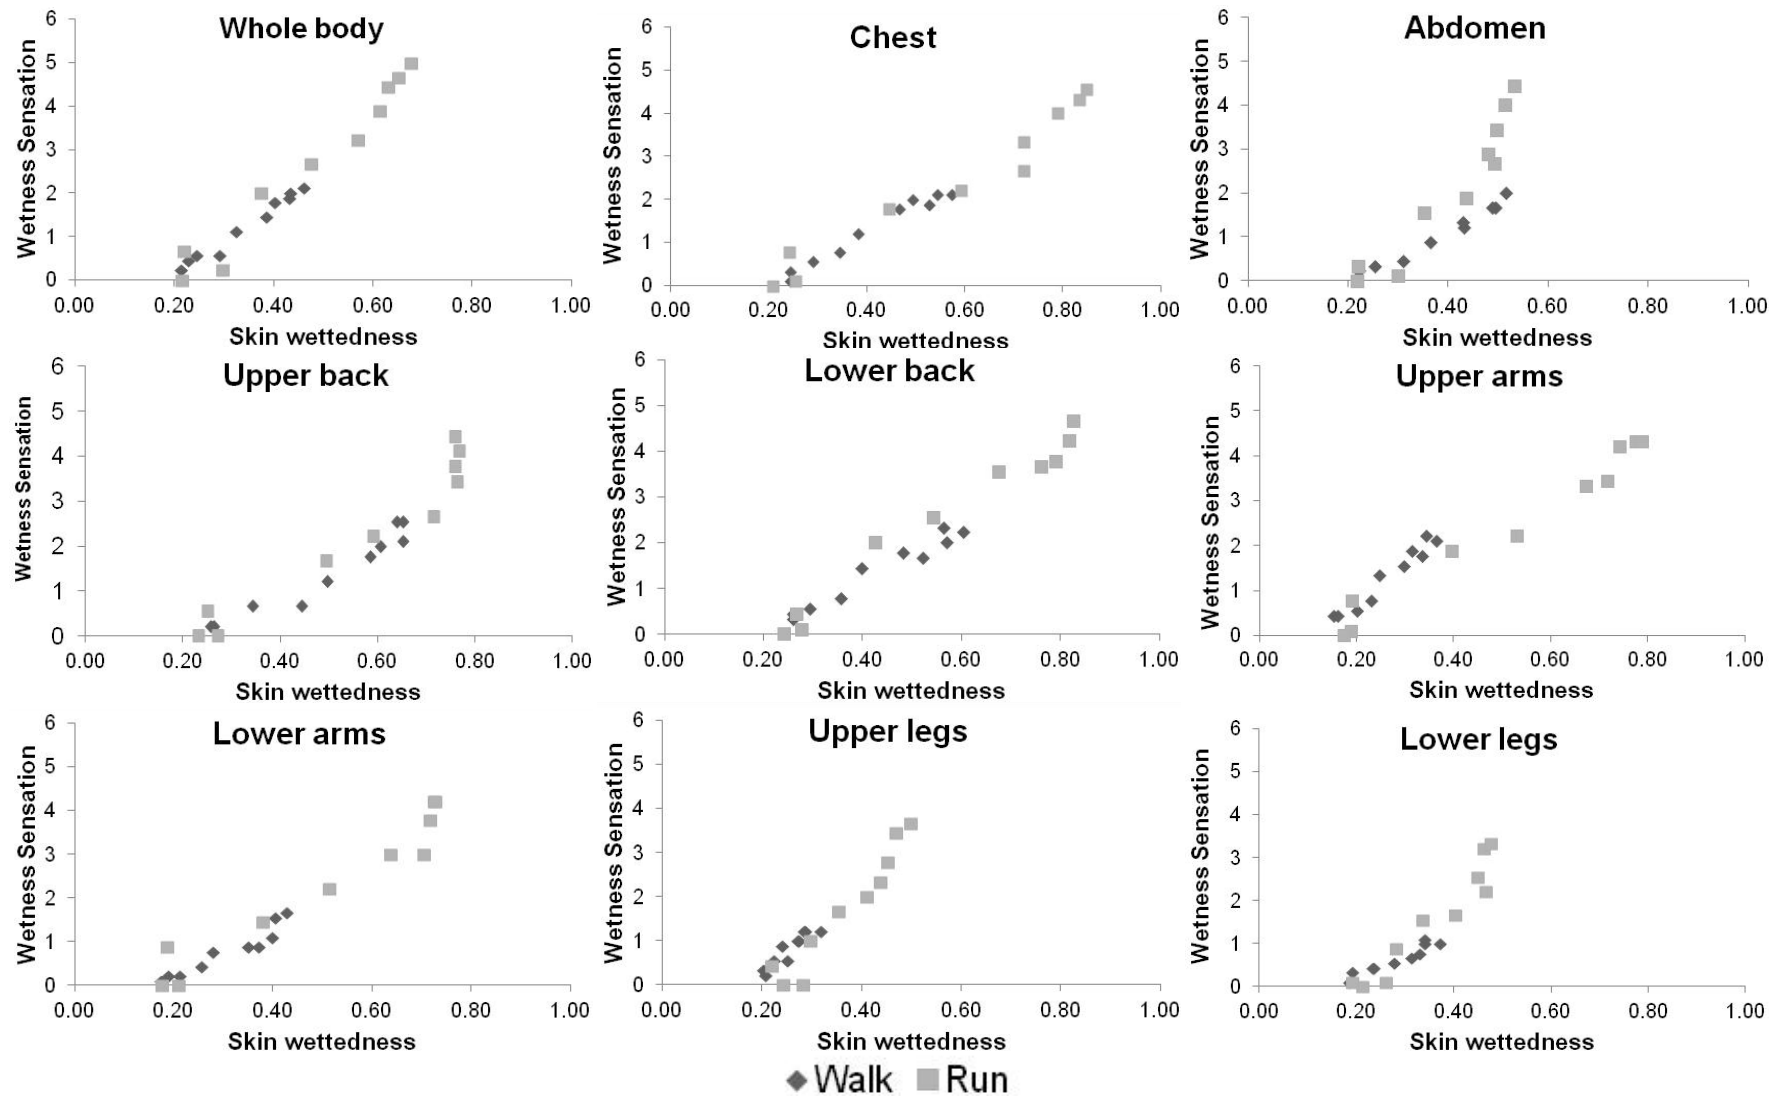 Whole body
Wetness Sensation
6
5
4
3
2
1
0
0.00 0.20 0.40 0.60 0.80 1.00
Skin wettedness
Chest
Wetness Sensation
6
5
4
3
2
1
0
0.00 0.20 0.40 0.60 0.80 1.00
Skin wettedness
Abdomen
Wetness Sensation
6
5
4
3
2
1
0
0.00 0.20 0.40 0.60 0.80 1.00
Skin wettedness
Upper back
Wetness Sensation
6
5
4
3
2
1
0
0.00 0.20 0.40 0.60 0.80 1.00
Skin wettedness
Lower back
Wetness Sensation
6
5
4
3
2
1
0
0.00 0.20 0.40 0.60 0.80 1.00
Skin wettedness
Upper arms
Wetness Sensation
6
5
4
3
2
1
0
0.00 0.20 0.40 0.60 0.80 1.00
Skin wettedness
Lower arms
Wetness Sensation
6
5
4
3
2
1
0
0.00 0.20 0.40 0.60 0.80 1.00
Skin wettedness
Upper legs
Wetness Sensation
6
5
4
3
2
1
0
0.00 0.20 0.40 0.60 0.80 1.00
Skin wettedness
Lower legs
Wetness Sensation
6
5
4
3
2
1
0
0.00 0.20 0.40 0.60 0.80 1.00
Skin wettedness
Walk Run